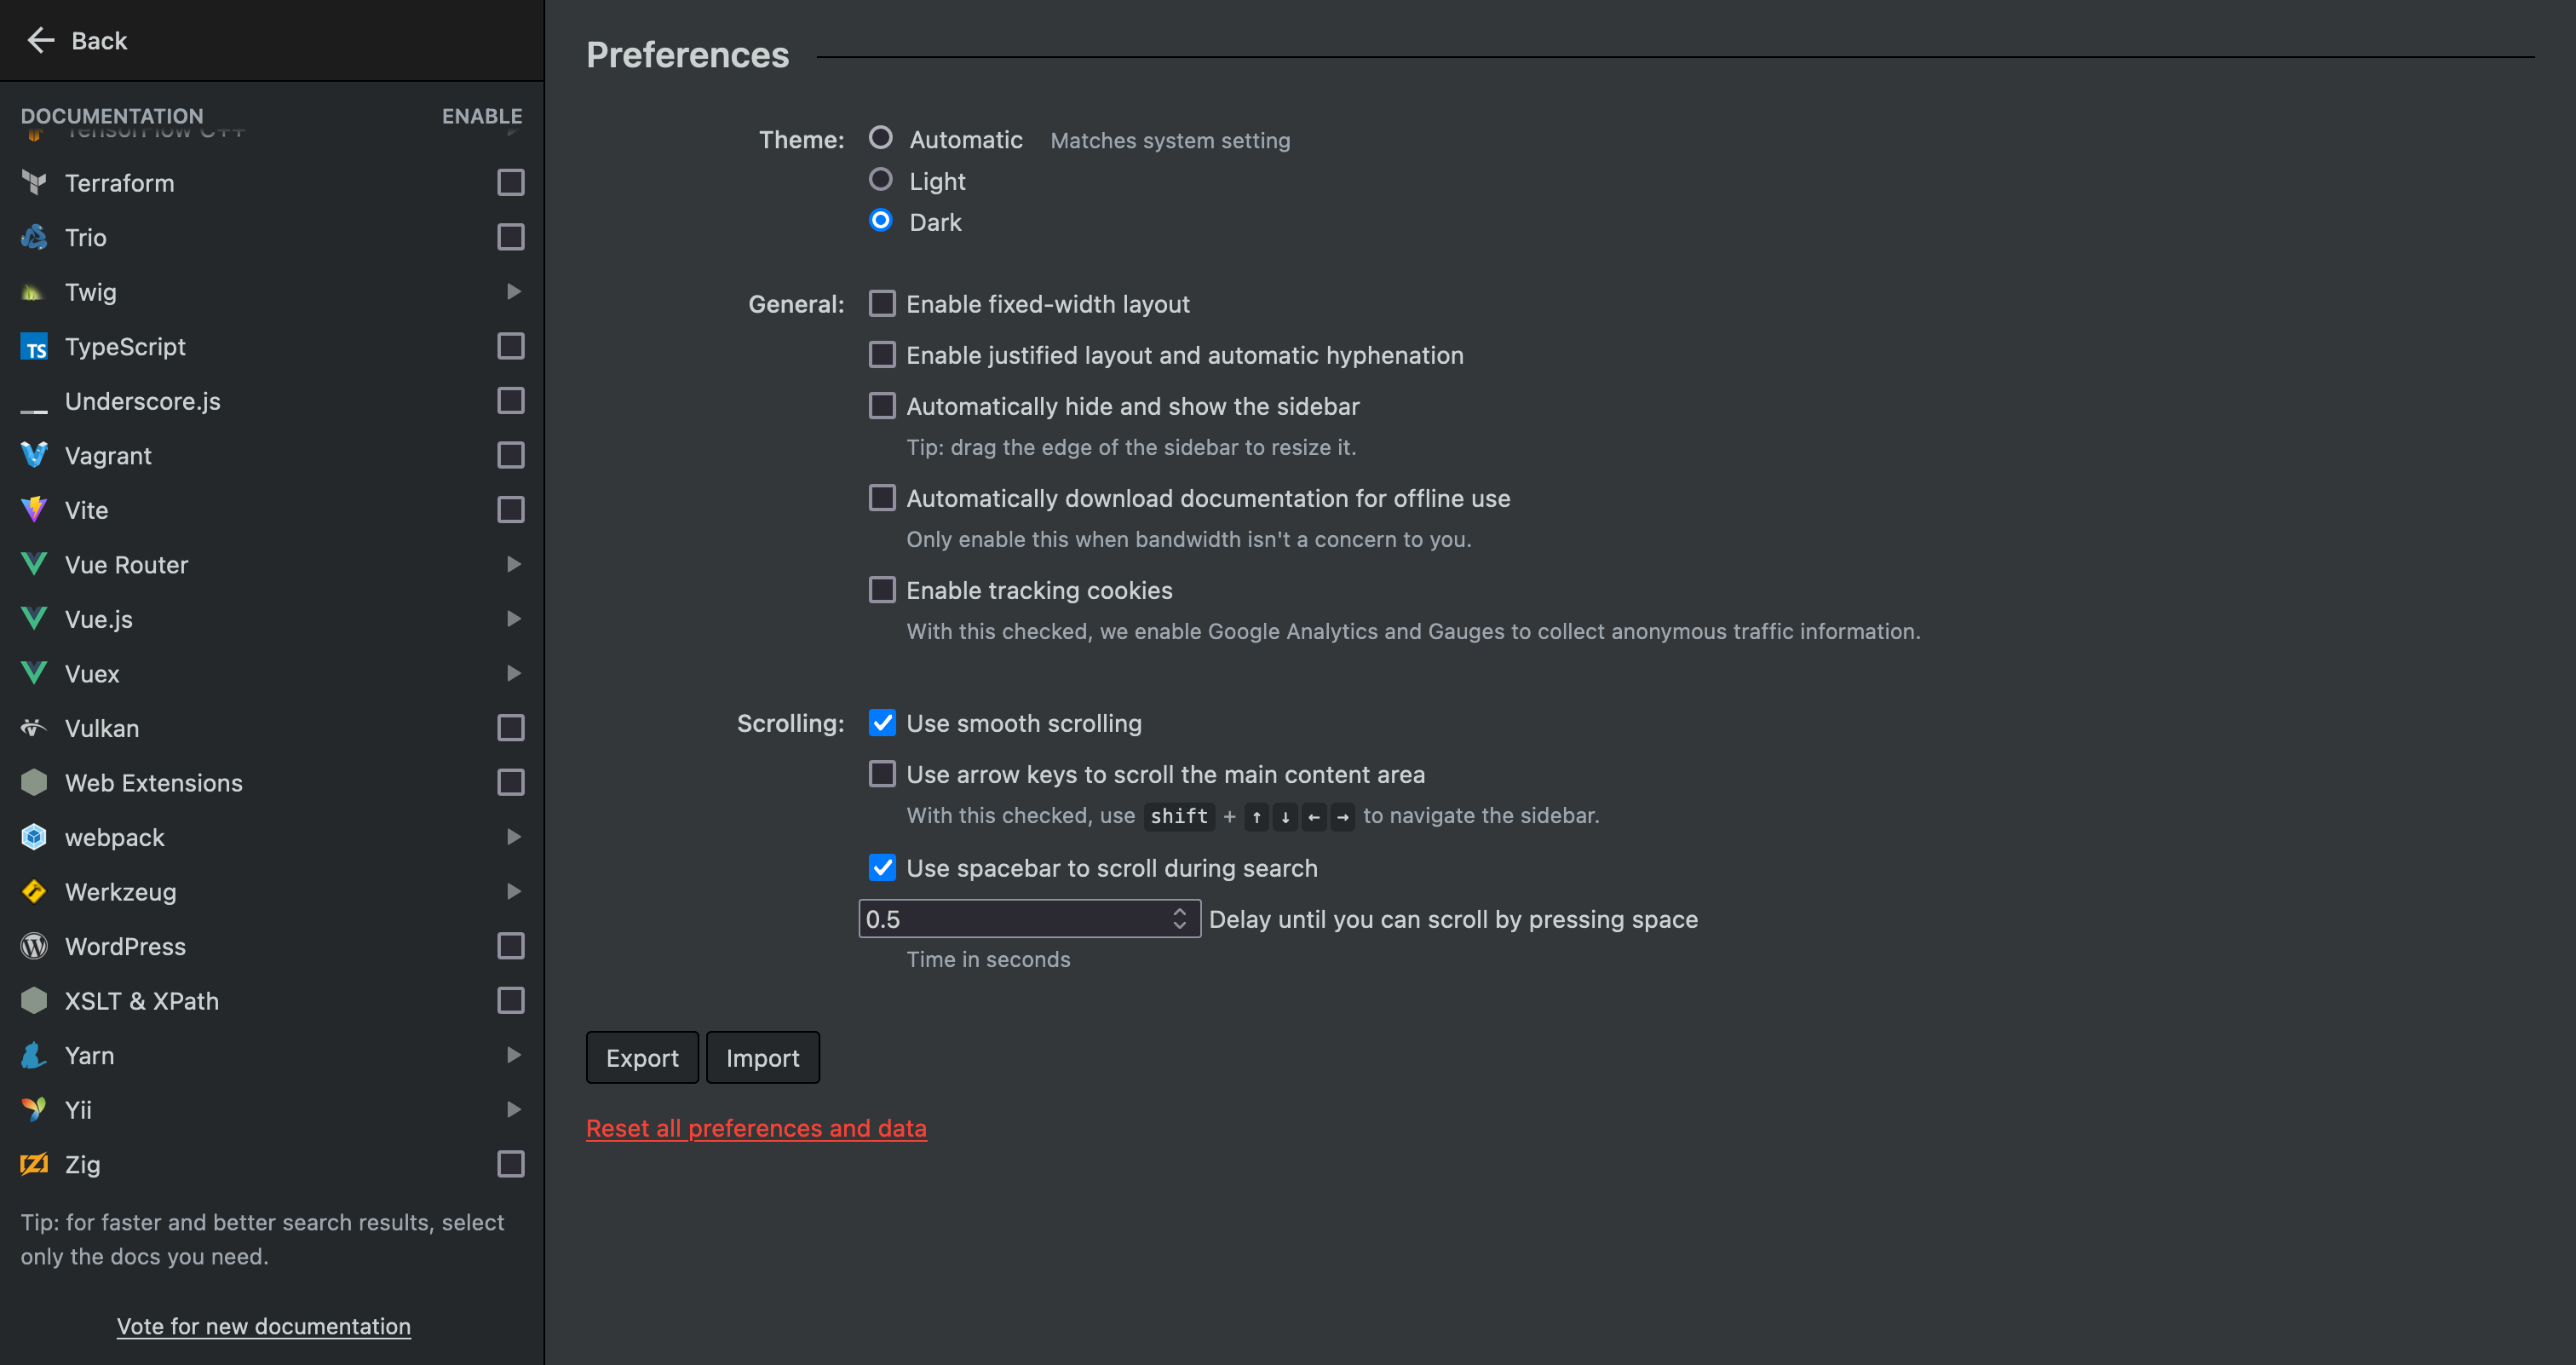 Back
DOCUMENTATION ENABLE
TensorFlow C++
Terraform
Trio
Twig
TS TypeScript
Underscore.js
Vagrant
Vite
Vue Router
Vue.js
Vuex
Vulkan
Web Extensions
webpack
Werkzeug
WordPress
XSLT & XPath
Yarn
Yii
Zig
Tip: for faster and better search results, select
only the docs you need.
Vote for new documentation
Preferences
Theme: Automatic Matches system setting
Light
Dark
General: Enable fixed-width layout
Enable justified layout and automatic hyphenation
Automatically hide and show the sidebar
Tip: drag the edge of the sidebar to resize it.
Automatically download documentation for offline use
Only enable this when bandwidth isn't a concern to you.
Enable tracking cookies
With this checked, we enable Google Analytics and Gauges to collect anonymous traffic information.
Scrolling: Use smooth scrolling
Use arrow keys to scroll the main content area
With this checked, use shift + ↑ ↓ ← → to navigate the sidebar.
Use spacebar to scroll during search
0.5 Delay until you can scroll by pressing space
Time in seconds
Export Import
Reset all preferences and data